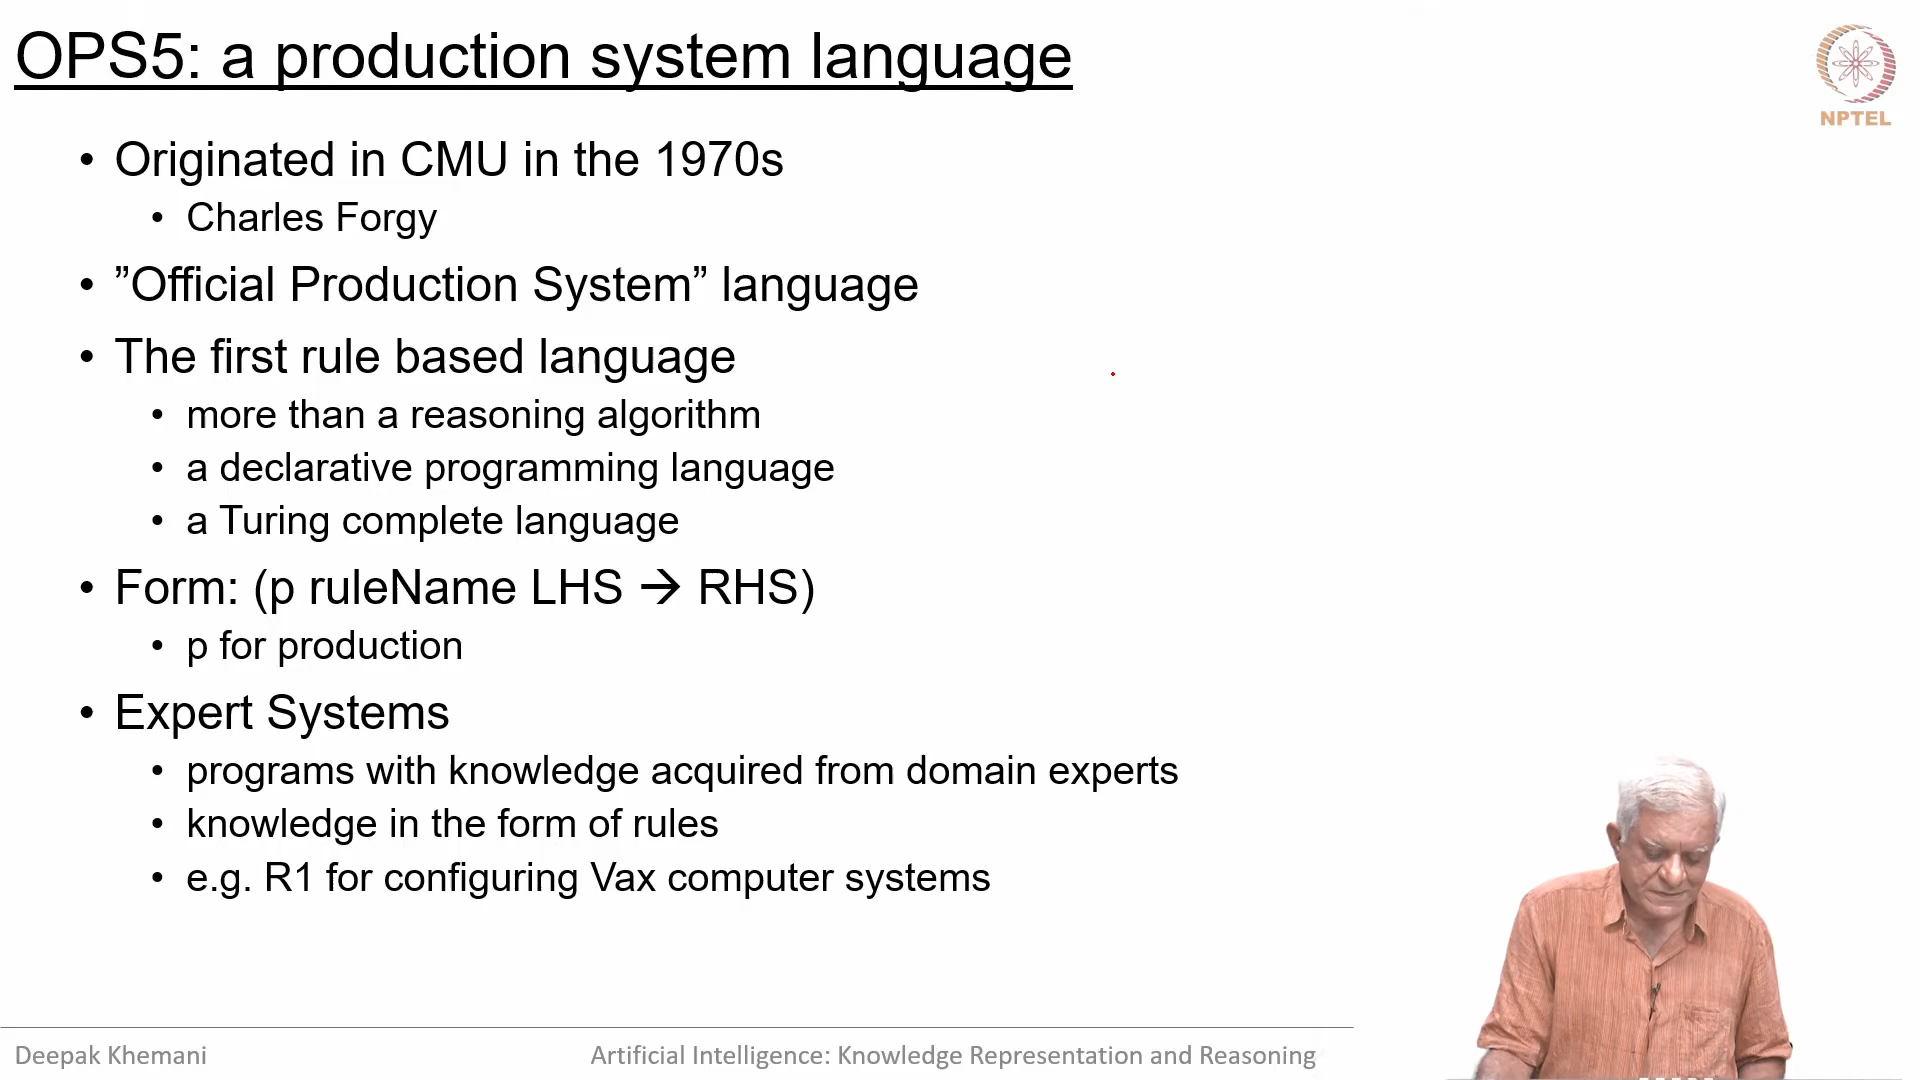 OPS5: a production system language
NPTEL
• Originated in CMU in the 1970s
• Charles Forgy
• ”Official Production System” language
• The first rule based language
• more than a reasoning algorithm
• a declarative programming language
• a Turing complete language
• Form: (p ruleName LHS → RHS)
• p for production
• Expert Systems
• programs with knowledge acquired from domain experts
• knowledge in the form of rules
• e.g. R1 for configuring Vax computer systems
Deepak Khemani
Artificial Intelligence: Knowledge Representation and Reasoning